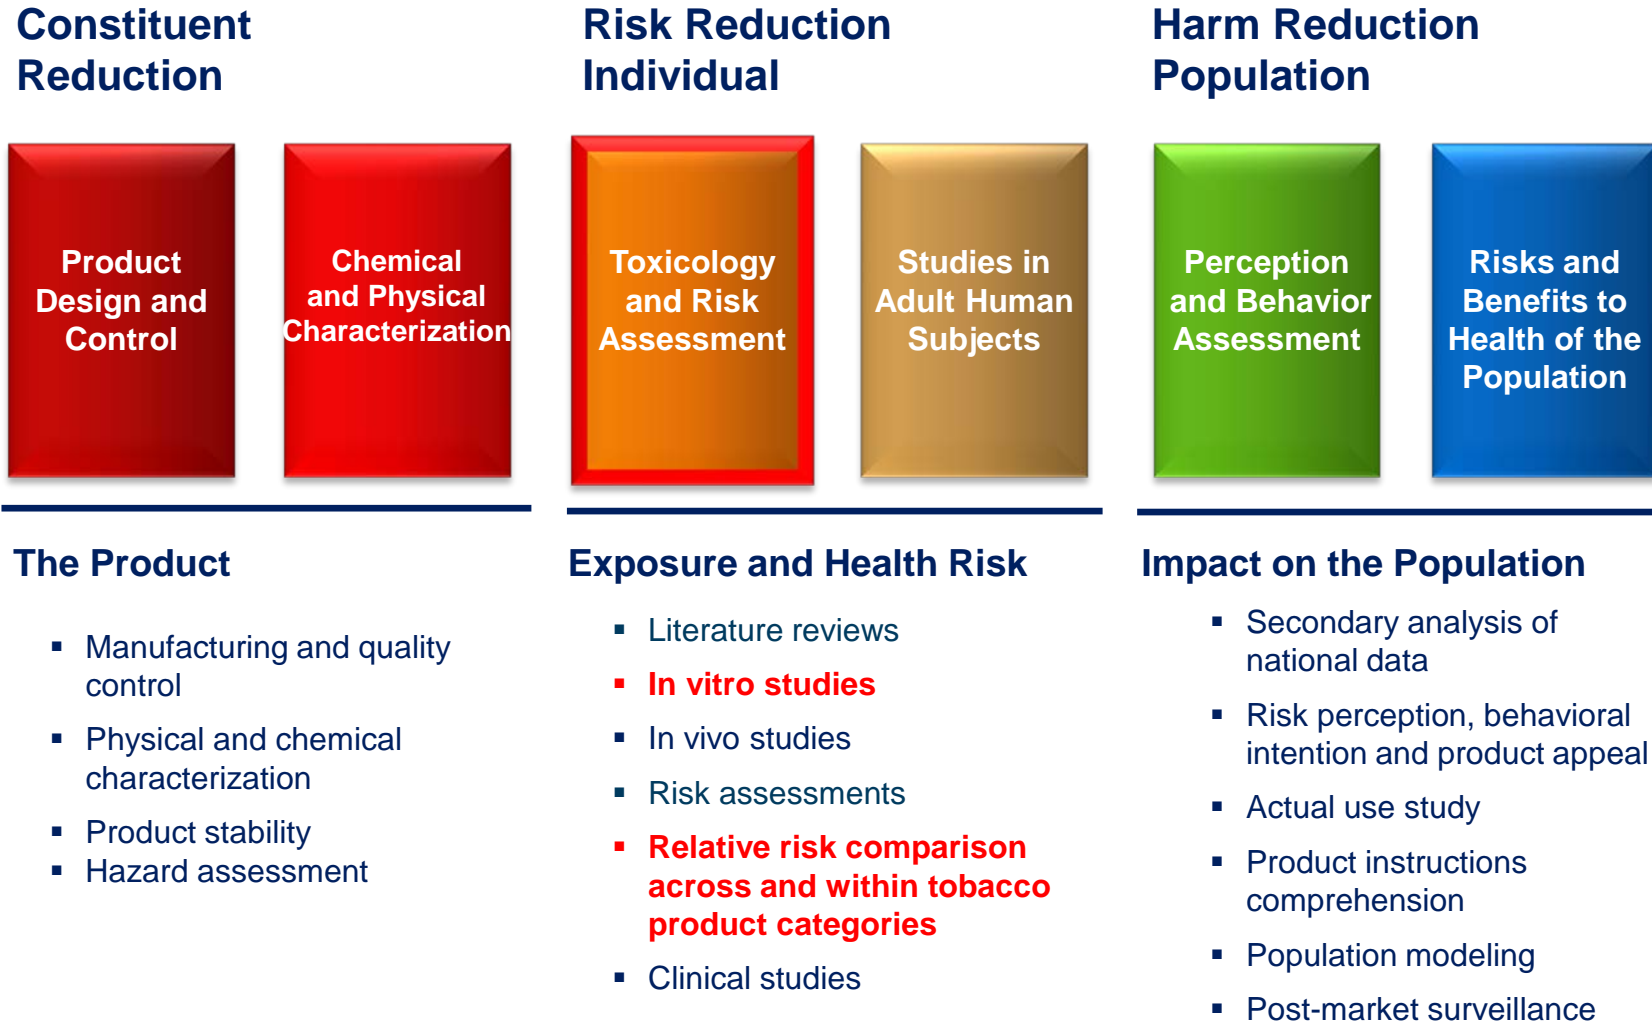 Constituent
Reduction
Risk Reduction
Individual
Harm Reduction
Population
Product
Design and
Control
Chemical
and Physical
Characterization
Toxicology
and Risk
Assessment
Studies in
Adult Human
Subjects
Perception
and Behavior
Assessment
Risks and
Benefits to
Health of the
Population
The Product
▪ Manufacturing and quality
control
▪ Physical and chemical
characterization
▪ Product stability
▪ Hazard assessment
Exposure and Health Risk
▪ Literature reviews
▪ In vitro studies
▪ In vivo studies
▪ Risk assessments
▪ Relative risk comparison
across and within tobacco
product categories
▪ Clinical studies
Impact on the Population
▪ Secondary analysis of
national data
▪ Risk perception, behavioral
intention and product appeal
▪ Actual use study
▪ Product instructions
comprehension
▪ Population modeling
▪ Post-market surveillance